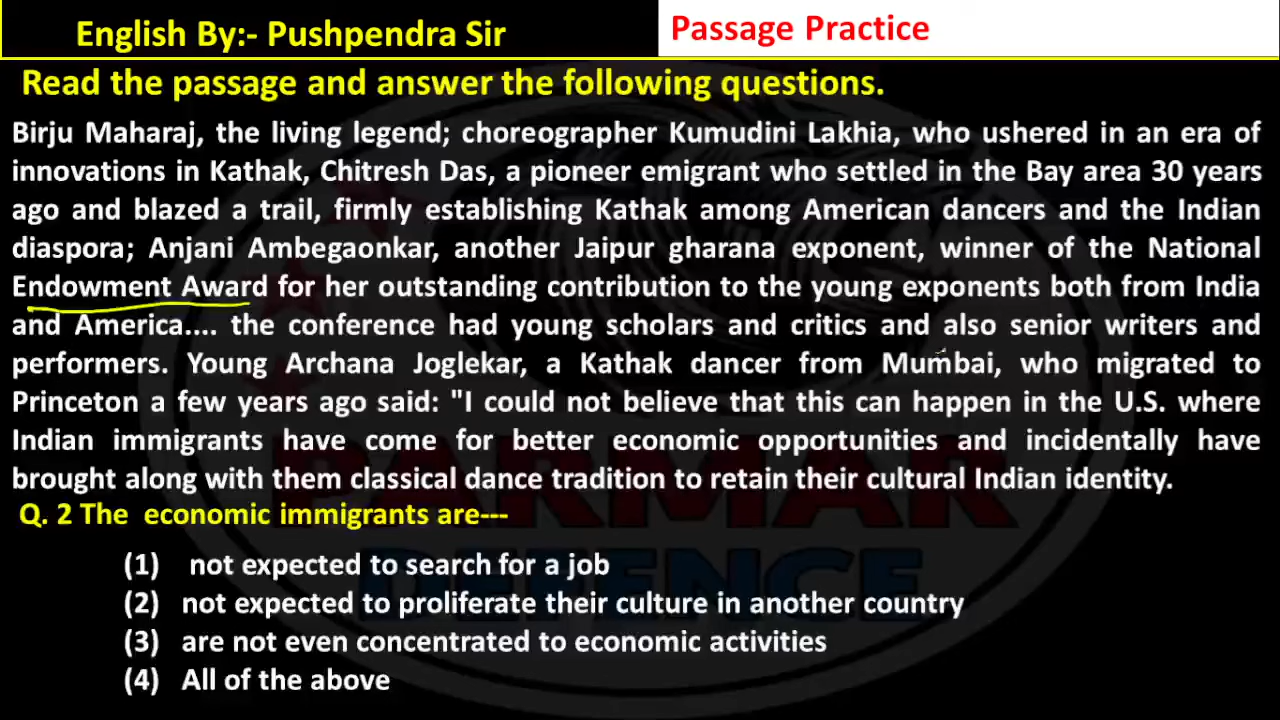 English By:- Pushpendra Sir
Passage Practice
Read the passage and answer the following questions.
Birju Maharaj, the living legend; choreographer Kumudini Lakhia, who ushered in an era of
innovations in Kathak, Chitresh Das, a pioneer emigrant who settled in the Bay area 30 years
ago and blazed a trail, firmly establishing Kathak among American dancers and the Indian
diaspora; Anjani Ambegaonkar, another Jaipur gharana exponent, winner of the National
Endowment Award for her outstanding contribution to the young exponents both from India
and America.... the conference had young scholars and critics and also senior writers and
performers. Young Archana Joglekar, a Kathak dancer from Mumbai, who migrated to
Princeton a few years ago said: "I could not believe that this can happen in the U.S. where
Indian immigrants have come for better economic opportunities and incidentally have
brought along with them classical dance tradition to retain their cultural Indian identity.
Q. 2 The economic immigrants are---
(1) not expected to search for a job
(2) not expected to proliferate their culture in another country
(3) are not even concentrated to economic activities
(4) All of the above
PARMAR
DEFENCE